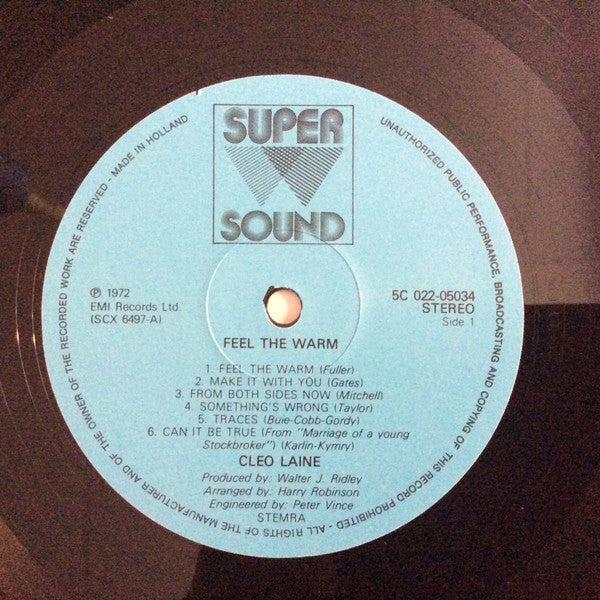 SUPER
SOUND
℗ 1972
EMI Records Ltd.
(SCX 6497-A)
5C 022-05034
STEREO
Side 1
FEEL THE WARM
1. FEEL THE WARM (Fuller)
2. MAKE IT WITH YOU (Gates)
3. FROM BOTH SIDES NOW (Mitchell)
4. SOMETHING'S WRONG (Taylor)
5. TRACES (Buie-Cobb-Gordy)
6. CAN IT BE TRUE (From "Marriage of a young
Stockbroker") (Karlin-Kymry)
CLEO LAINE
Produced by: Walter J. Ridley
Arranged by: Harry Robinson
Engineered by: Peter Vince
STEMRA
UNAUTHORIZED PUBLIC PERFORMANCE, BROADCASTING AND COPYING OF THIS RECORD PROHIBITED - ALL RIGHTS OF THE MANUFACTURER AND OF THE OWNER OF THE RECORDED WORK ARE RESERVED - MADE IN HOLLAND